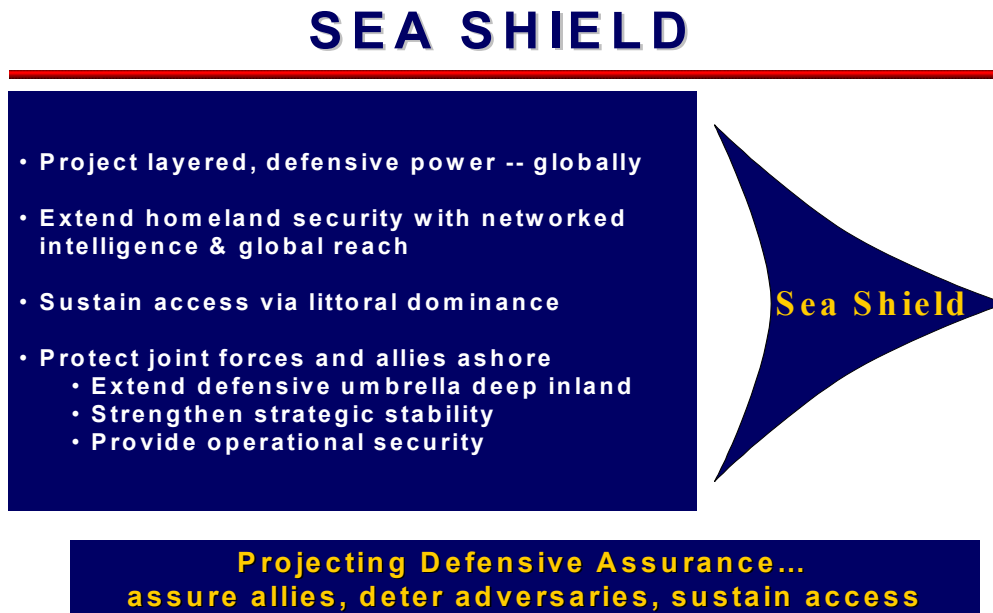 SEA SHIELD
• Project layered, defensive power -- globally
• Extend homeland security with networked
intelligence & global reach
• Sustain access via littoral dominance
• Protect joint forces and allies ashore
• Extend defensive umbrella deep inland
• Strengthen strategic stability
• Provide operational security
Sea Shield
Projecting Defensive Assurance…
assure allies, deter adversaries, sustain access